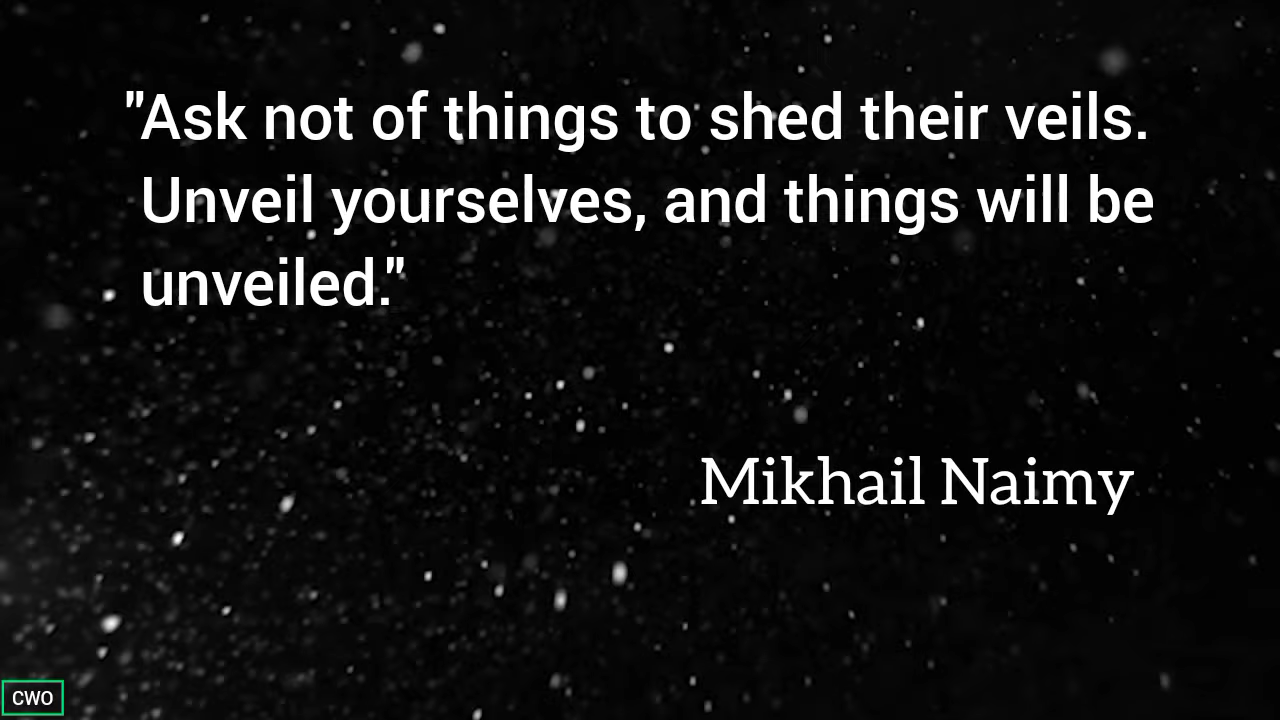 "Ask not of things to shed their veils.
Unveil yourselves, and things will be
unveiled."
Mikhail Naimy
CWO